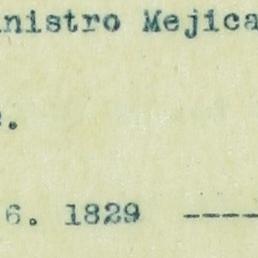 nistro Mejica
.
6. 1829 ----